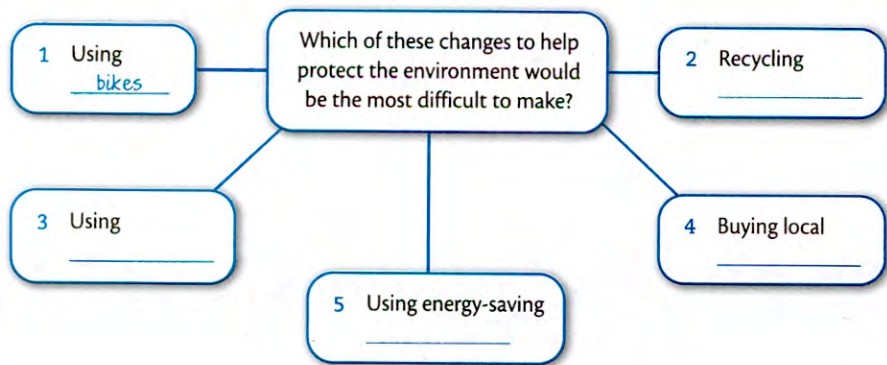 Which of these changes to help
protect the environment would
be the most difficult to make?
1 Using
bikes
2 Recycling
3 Using
4 Buying local
5 Using energy-saving